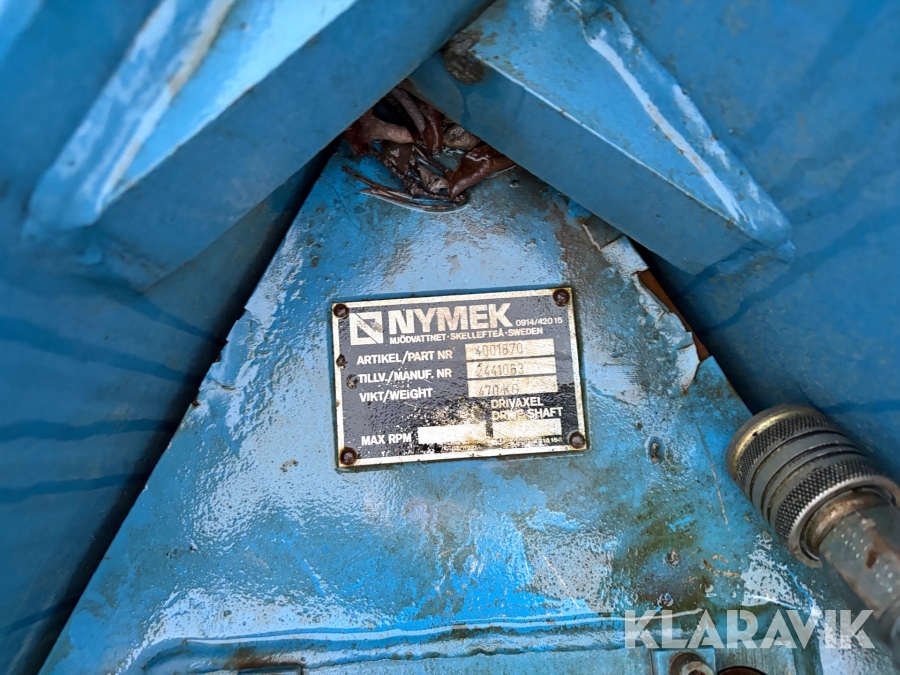 NYMEK 0914/42015
MJÖDVATTNET · SKELLEFTEÅ · SWEDEN
ARTIKEL/PART NR 4001870
TILLV./MANUF. NR 2441063
VIKT/WEIGHT 470 KG
DRIVAXEL
DRIVE SHAFT
MAX RPM
KLARAVIK